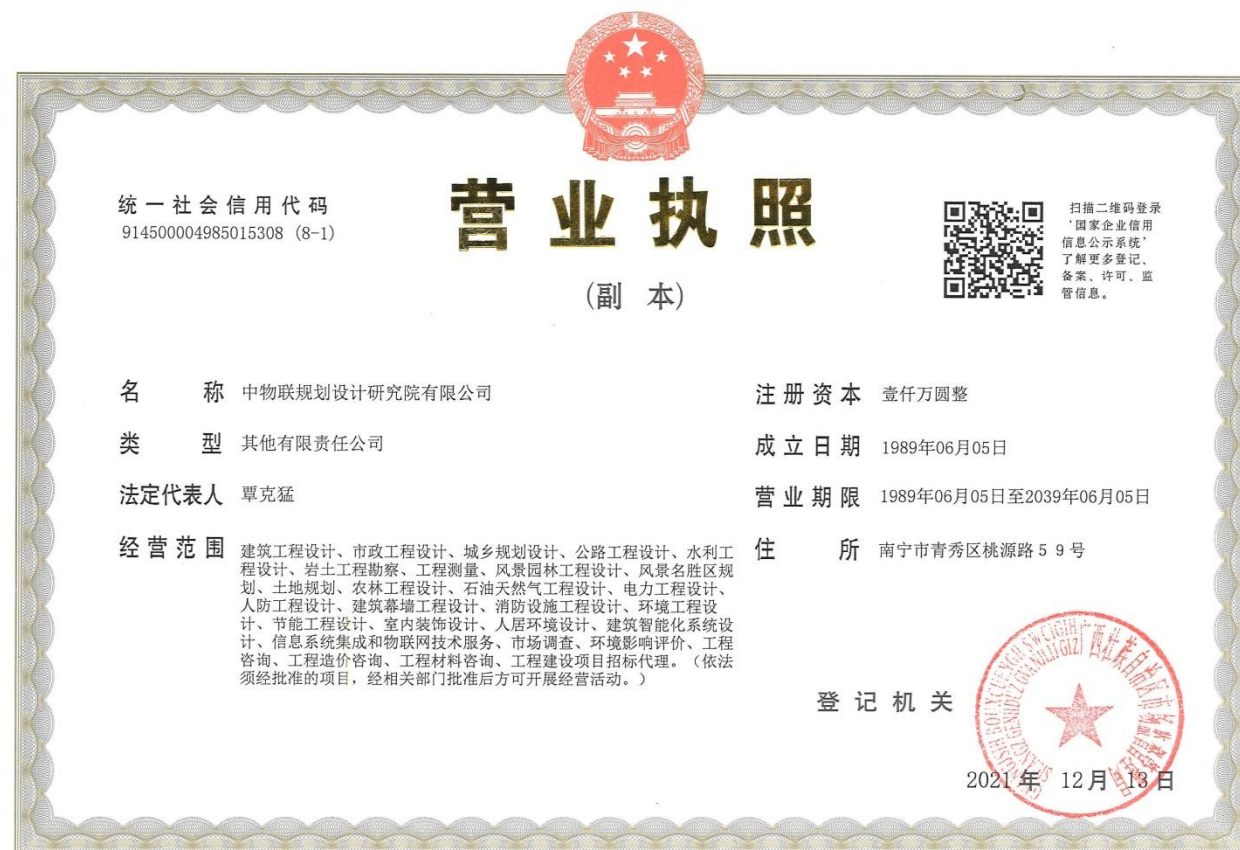 营业执照
(副 本)
统一社会信用代码
914500004985015308 (8-1)
扫描二维码登录
‘国家企业信用
信息公示系统’
了解更多登记、
备案、许可、监
管信息。
名 称 中物联规划设计研究院有限公司
类 型 其他有限责任公司
法定代表人 覃克猛
经营范围 建筑工程设计、市政工程设计、城乡规划设计、公路工程设计、水利工
程设计、岩土工程勘察、工程测量、风景园林工程设计、风景名胜区规
划、土地规划、农林工程设计、石油天然气工程设计、电力工程设计、
人防工程设计、建筑幕墙工程设计、消防设施工程设计、环境工程设
计、节能工程设计、室内装饰设计、人居环境设计、建筑智能化系统设
计、信息系统集成和物联网技术服务、市场调查、环境影响评价、工程
咨询、工程造价咨询、工程材料咨询、工程建设项目招标代理。（依法
须经批准的项目，经相关部门批准后方可开展经营活动。）
注册资本 壹仟万圆整
成立日期 1989年06月05日
营业期限 1989年06月05日至2039年06月05日
住 所 南宁市青秀区桃源路５９号
登记机关
广西壮族自治区市场监督管理局
2021年 12月 13日